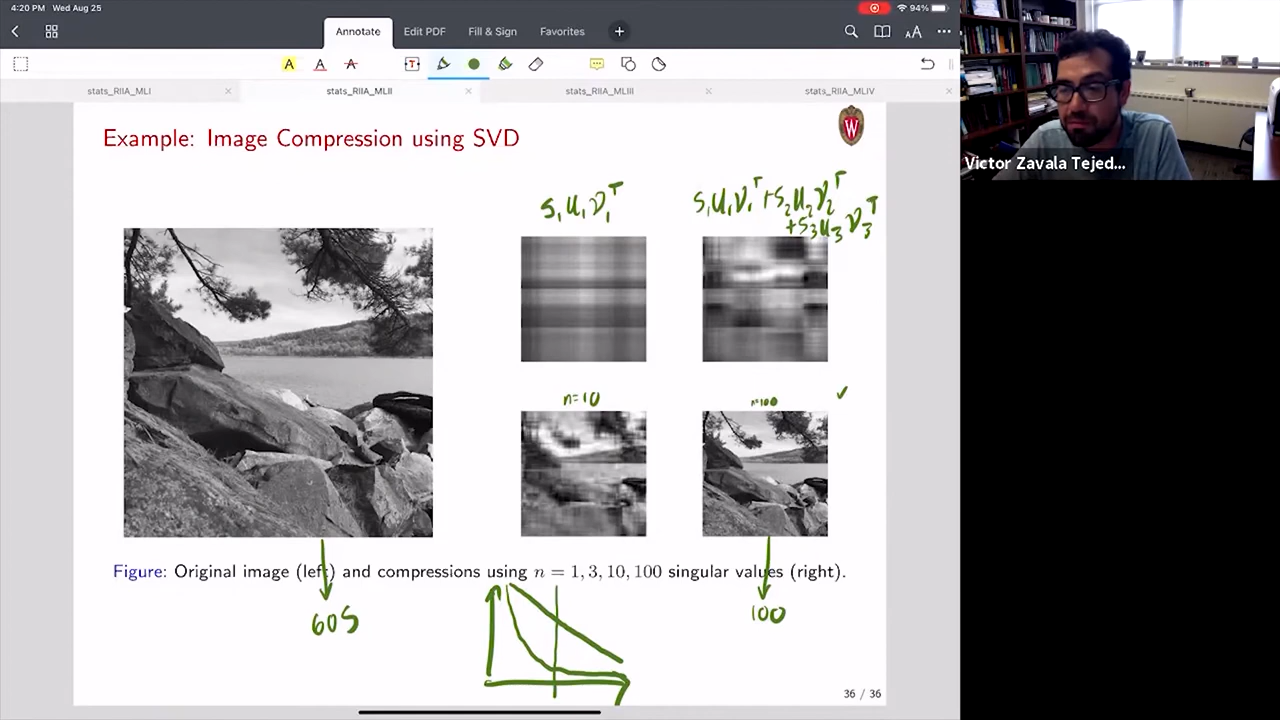 4:20 PM Wed Aug 25
94%
Annotate
Edit PDF
Fill & Sign
Favorites
stats_RIIA_MLI
stats_RIIA_MLII
stats_RIIA_MLIII
stats_RIIA_MLIV
Example: Image Compression using SVD
W
S₁U₁V₁ᵀ
S₁U₁V₁ᵀ+S₂U₂V₂ᵀ
+S₃U₃V₃ᵀ
n=10
n=100
Figure: Original image (left) and compressions using n = 1, 3, 10, 100 singular values (right).
605
100
36 / 36
Victor Zavala Tejed...